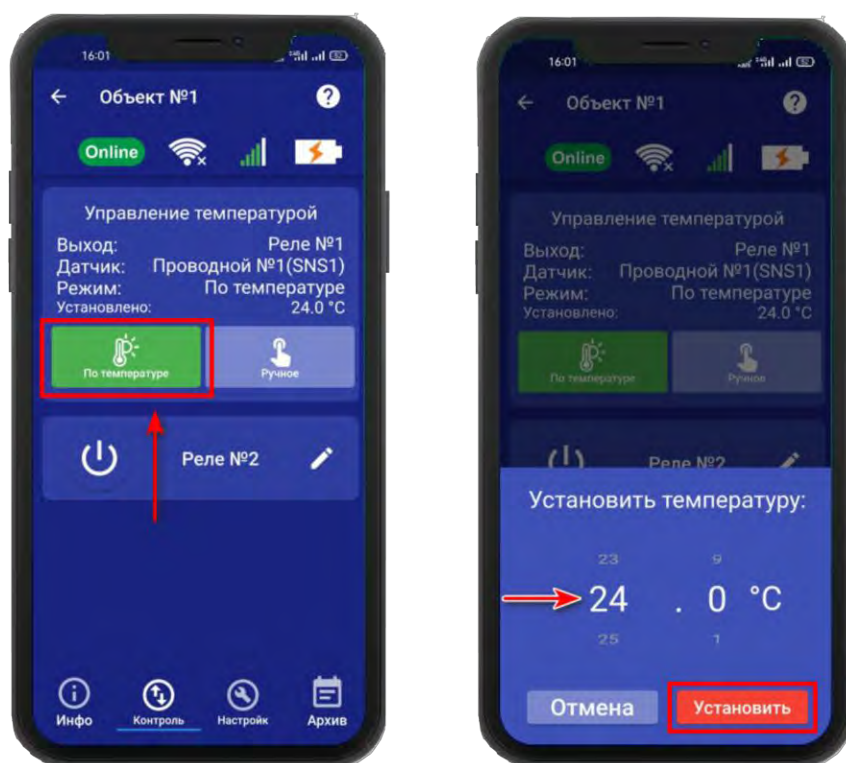 16:01
Объект №1
?
Online
Управление температурой
Выход: Реле №1
Датчик: Проводной №1(SNS1)
Режим: По температуре
Установлено: 24.0 °C
По температуре
Ручное
Реле №2
Инфо
Контроль
Настройк
Архив
16:01
Объект №1
?
Online
Управление температурой
Выход: Реле №1
Датчик: Проводной №1(SNS1)
Режим: По температуре
Установлено: 24.0 °C
По температуре
Ручное
Реле №2
Установить температуру:
23 9
24 . 0 °C
25 1
Отмена
Установить